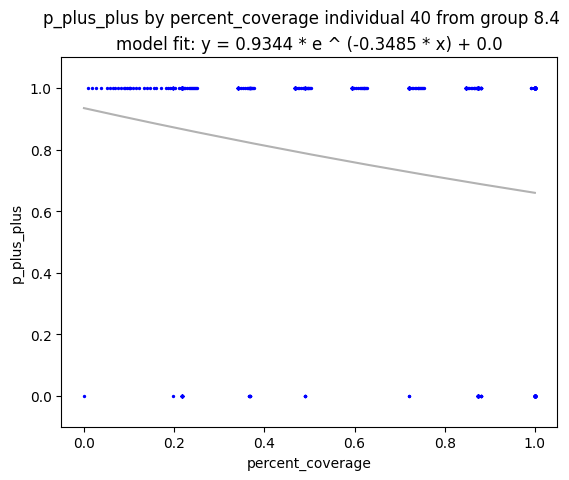 p_plus_plus by percent_coverage individual 40 from group 8.4
model fit: y = 0.9344 * e ^ (-0.3485 * x) + 0.0
p_plus_plus
1.0
0.8
0.6
0.4
0.2
0.0
0.0 0.2 0.4 0.6 0.8 1.0
percent_coverage